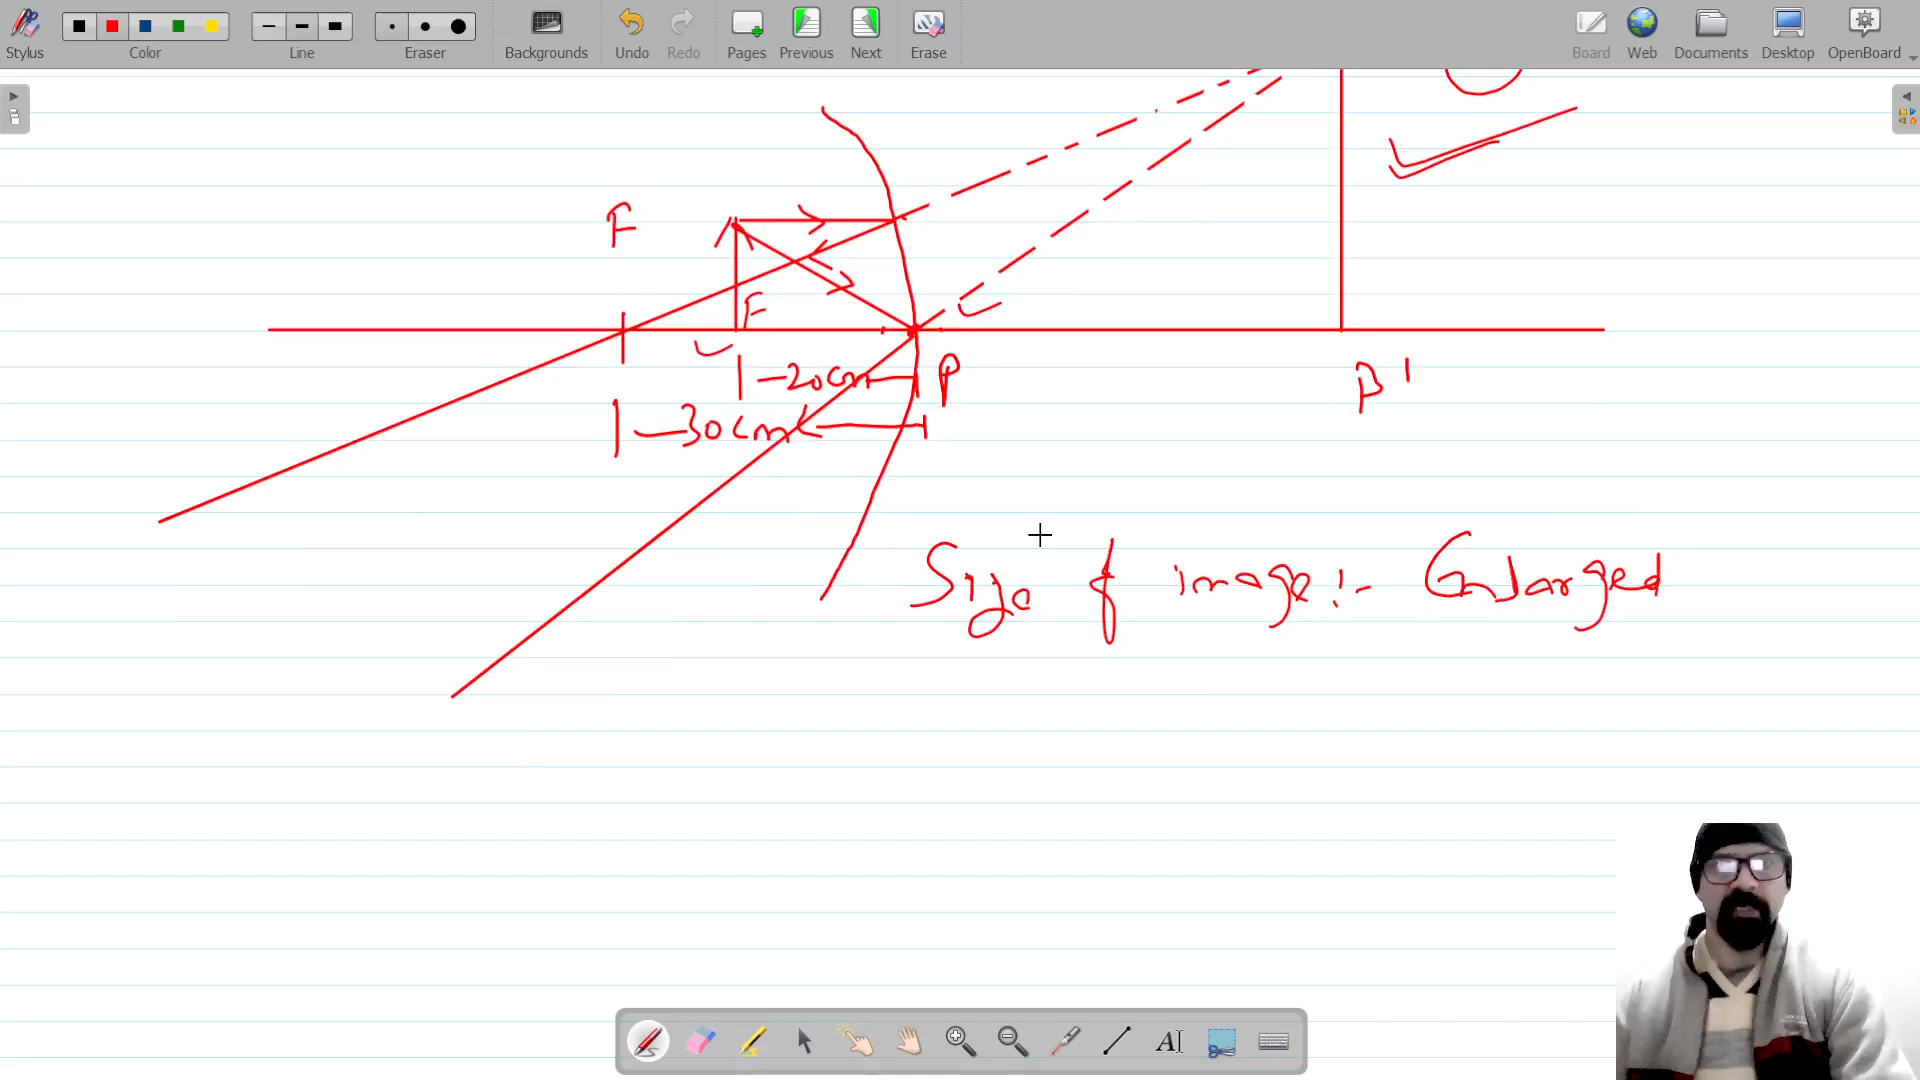 Stylus Color Line Eraser Backgrounds Undo Redo Pages Previous Next Erase Board Web Documents Desktop OpenBoard
F
F
20cm P
30cm B'
Size of image:- Enlarged
AI